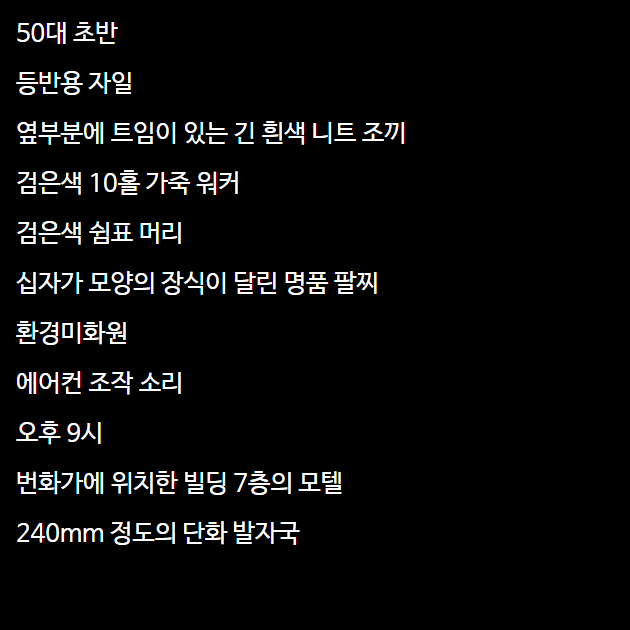 50대 초반
등반용 자일
옆부분에 트임이 있는 긴 흰색 니트 조끼
검은색 10홀 가죽 워커
검은색 쉼표 머리
십자가 모양의 장식이 달린 명품 팔찌
환경미화원
에어컨 조작 소리
오후 9시
번화가에 위치한 빌딩 7층의 모텔
240mm 정도의 단화 발자국